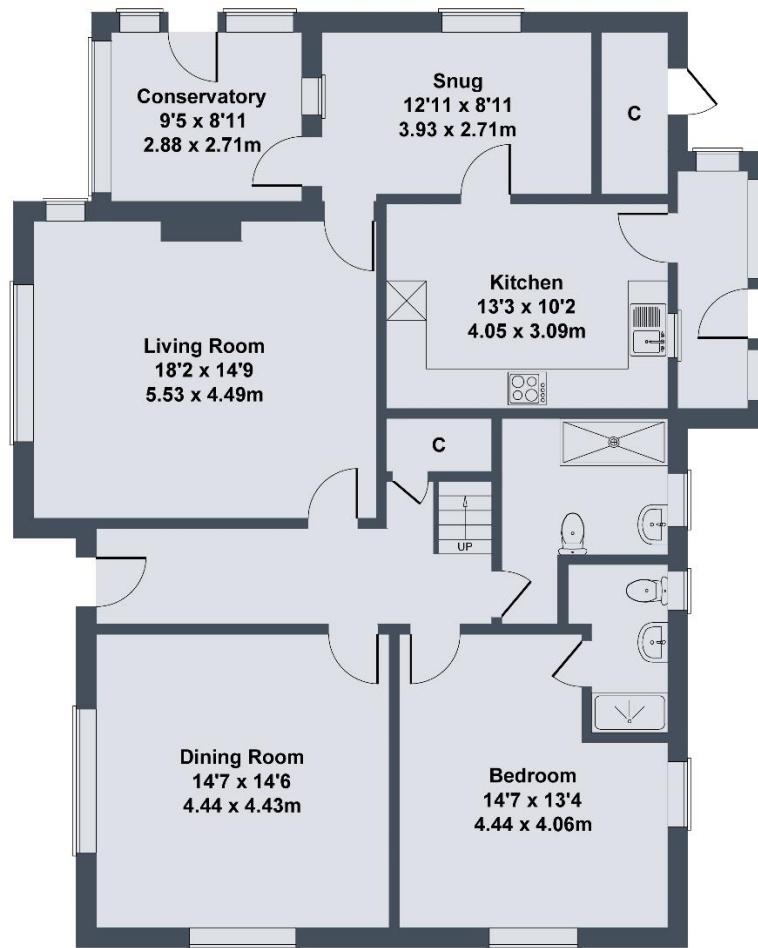 Conservatory
9'5 x 8'11
2.88 x 2.71m
Snug
12'11 x 8'11
3.93 x 2.71m
C
Kitchen
13'3 x 10'2
4.05 x 3.09m
Living Room
18'2 x 14'9
5.53 x 4.49m
C
UP
Dining Room
14'7 x 14'6
4.44 x 4.43m
Bedroom
14'7 x 13'4
4.44 x 4.06m